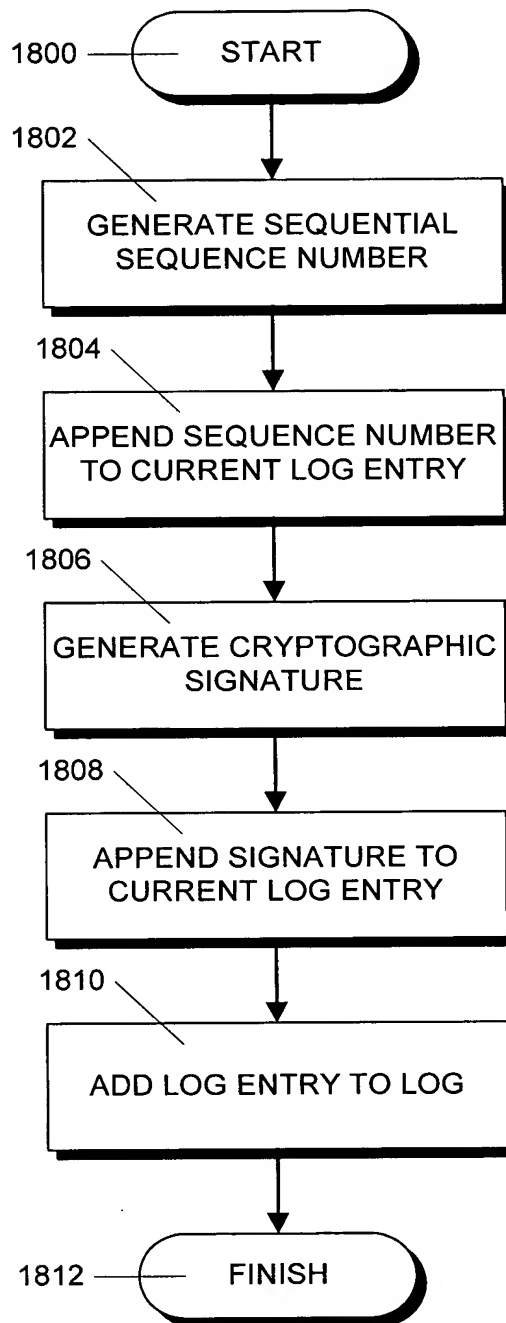 1800
START
1802
GENERATE SEQUENTIAL
SEQUENCE NUMBER
1804
APPEND SEQUENCE NUMBER
TO CURRENT LOG ENTRY
1806
GENERATE CRYPTOGRAPHIC
SIGNATURE
1808
APPEND SIGNATURE TO
CURRENT LOG ENTRY
1810
ADD LOG ENTRY TO LOG
1812
FINISH